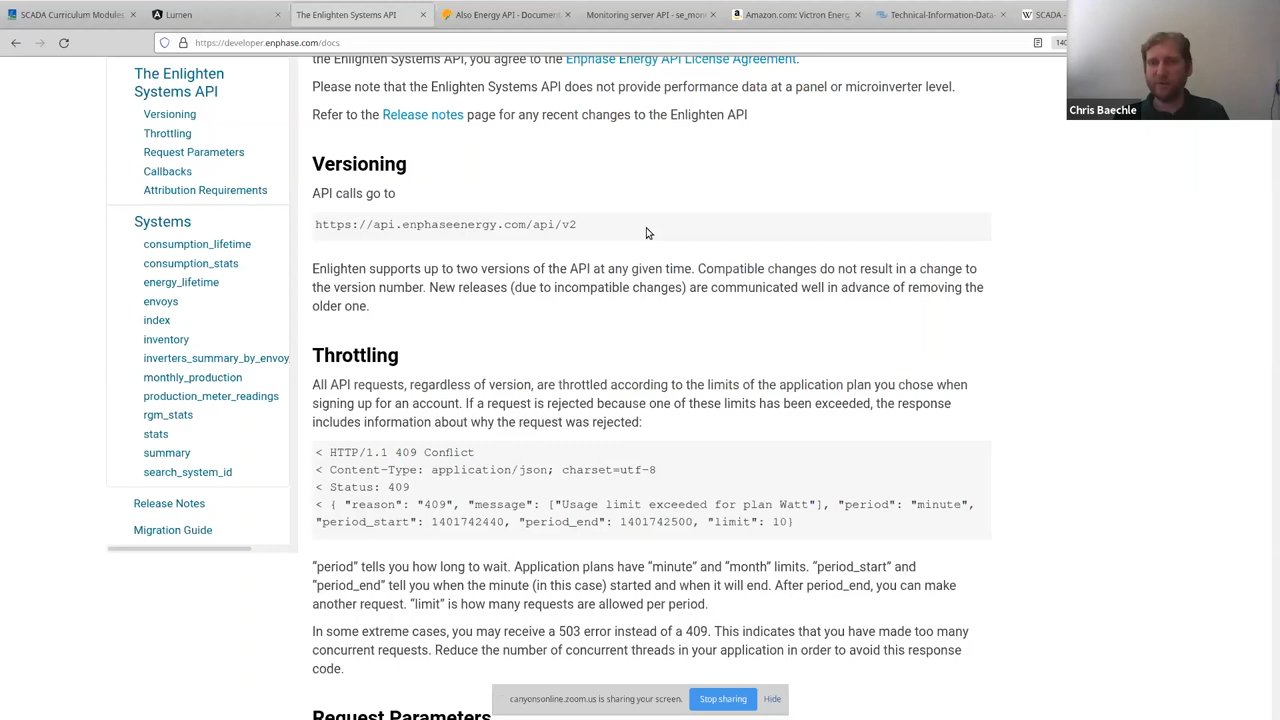 SCADA Curriculum Modules
Lumen
The Enlighten Systems API
Also Energy API - Document
Monitoring server API - se_mon
Amazon.com: Victron Energy
Technical-Information-Data-
SCADA -
https://developer.enphase.com/docs
140
Chris Baechle
The Enlighten
Systems API
Versioning
Throttling
Request Parameters
Callbacks
Attribution Requirements
Systems
consumption_lifetime
consumption_stats
energy_lifetime
envoys
index
inventory
inverters_summary_by_envoy
monthly_production
production_meter_readings
rgm_stats
stats
summary
search_system_id
Release Notes
Migration Guide
the Enlighten Systems API, you agree to the Enphase Energy API License Agreement.
Please note that the Enlighten Systems API does not provide performance data at a panel or microinverter level.
Refer to the Release notes page for any recent changes to the Enlighten API
Versioning
API calls go to
https://api.enphaseenergy.com/api/v2
Enlighten supports up to two versions of the API at any given time. Compatible changes do not result in a change to
the version number. New releases (due to incompatible changes) are communicated well in advance of removing the
older one.
Throttling
All API requests, regardless of version, are throttled according to the limits of the application plan you chose when
signing up for an account. If a request is rejected because one of these limits has been exceeded, the response
includes information about why the request was rejected:
< HTTP/1.1 409 Conflict
< Content-Type: application/json; charset=utf-8
< Status: 409
< { "reason": "409", "message": ["Usage limit exceeded for plan Watt"], "period": "minute",
"period_start": 1401742440, "period_end": 1401742500, "limit": 10}
“period” tells you how long to wait. Application plans have “minute” and “month” limits. “period_start” and
“period_end” tell you when the minute (in this case) started and when it will end. After period_end, you can make
another request. “limit” is how many requests are allowed per period.
In some extreme cases, you may receive a 503 error instead of a 409. This indicates that you have made too many
concurrent requests. Reduce the number of concurrent threads in your application in order to avoid this response
code.
Request Parameters
canyonsonline.zoom.us is sharing your screen.
Stop sharing
Hide